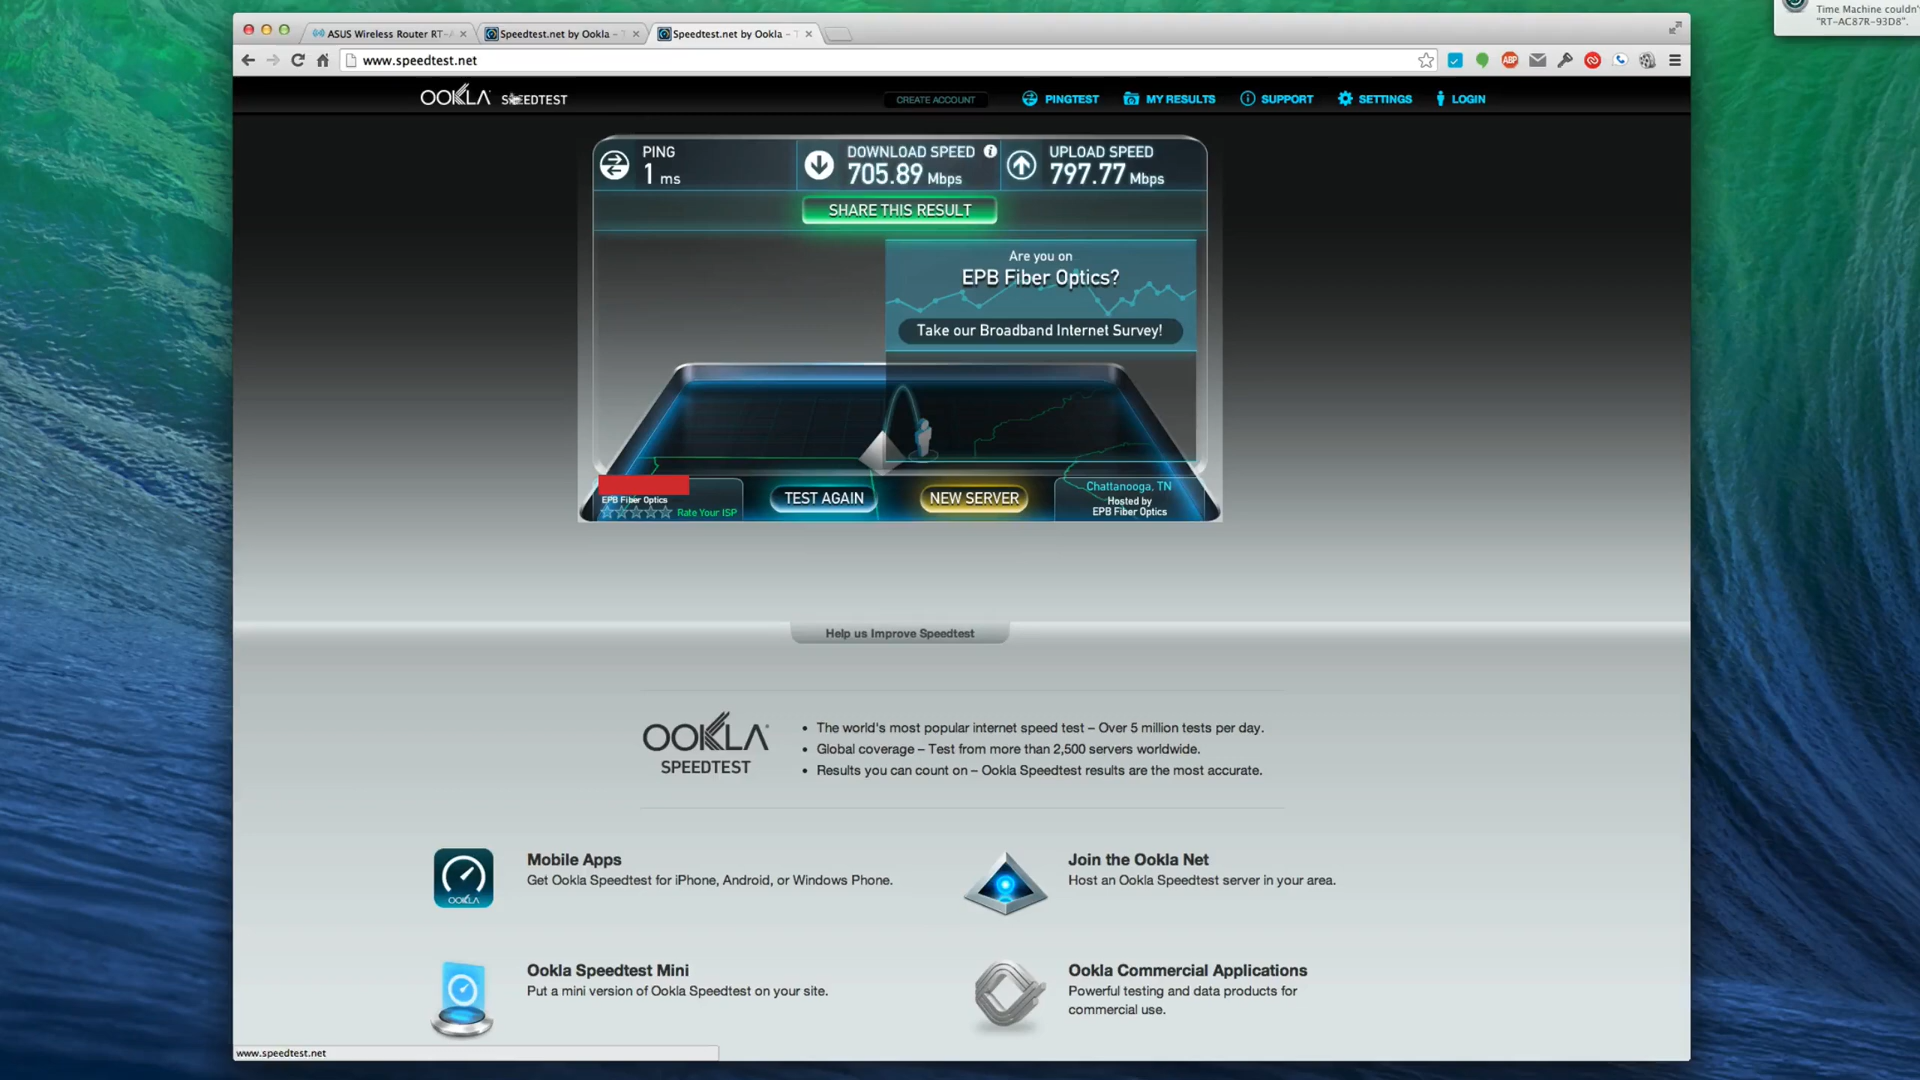 Time Machine couldn'
"RT-AC87R-93D8".
ASUS Wireless Router RT-
Speedtest.net by Ookla - T
Speedtest.net by Ookla - T
www.speedtest.net
ABP
OOKLA SPEEDTEST
CREATE ACCOUNT
PINGTEST
MY RESULTS
SUPPORT
SETTINGS
LOGIN
PING
1 ms
DOWNLOAD SPEED
705.89 Mbps
UPLOAD SPEED
797.77 Mbps
SHARE THIS RESULT
Are you on
EPB Fiber Optics?
Take our Broadband Internet Survey!
EPB Fiber Optics
Rate Your ISP
TEST AGAIN
NEW SERVER
Chattanooga, TN
Hosted by
EPB Fiber Optics
Help us Improve Speedtest
OOKLA
SPEEDTEST
• The world's most popular internet speed test – Over 5 million tests per day.
• Global coverage – Test from more than 2,500 servers worldwide.
• Results you can count on – Ookla Speedtest results are the most accurate.
OOKLA
Mobile Apps
Get Ookla Speedtest for iPhone, Android, or Windows Phone.
Join the Ookla Net
Host an Ookla Speedtest server in your area.
Ookla Speedtest Mini
Put a mini version of Ookla Speedtest on your site.
Ookla Commercial Applications
Powerful testing and data products for
commercial use.
www.speedtest.net